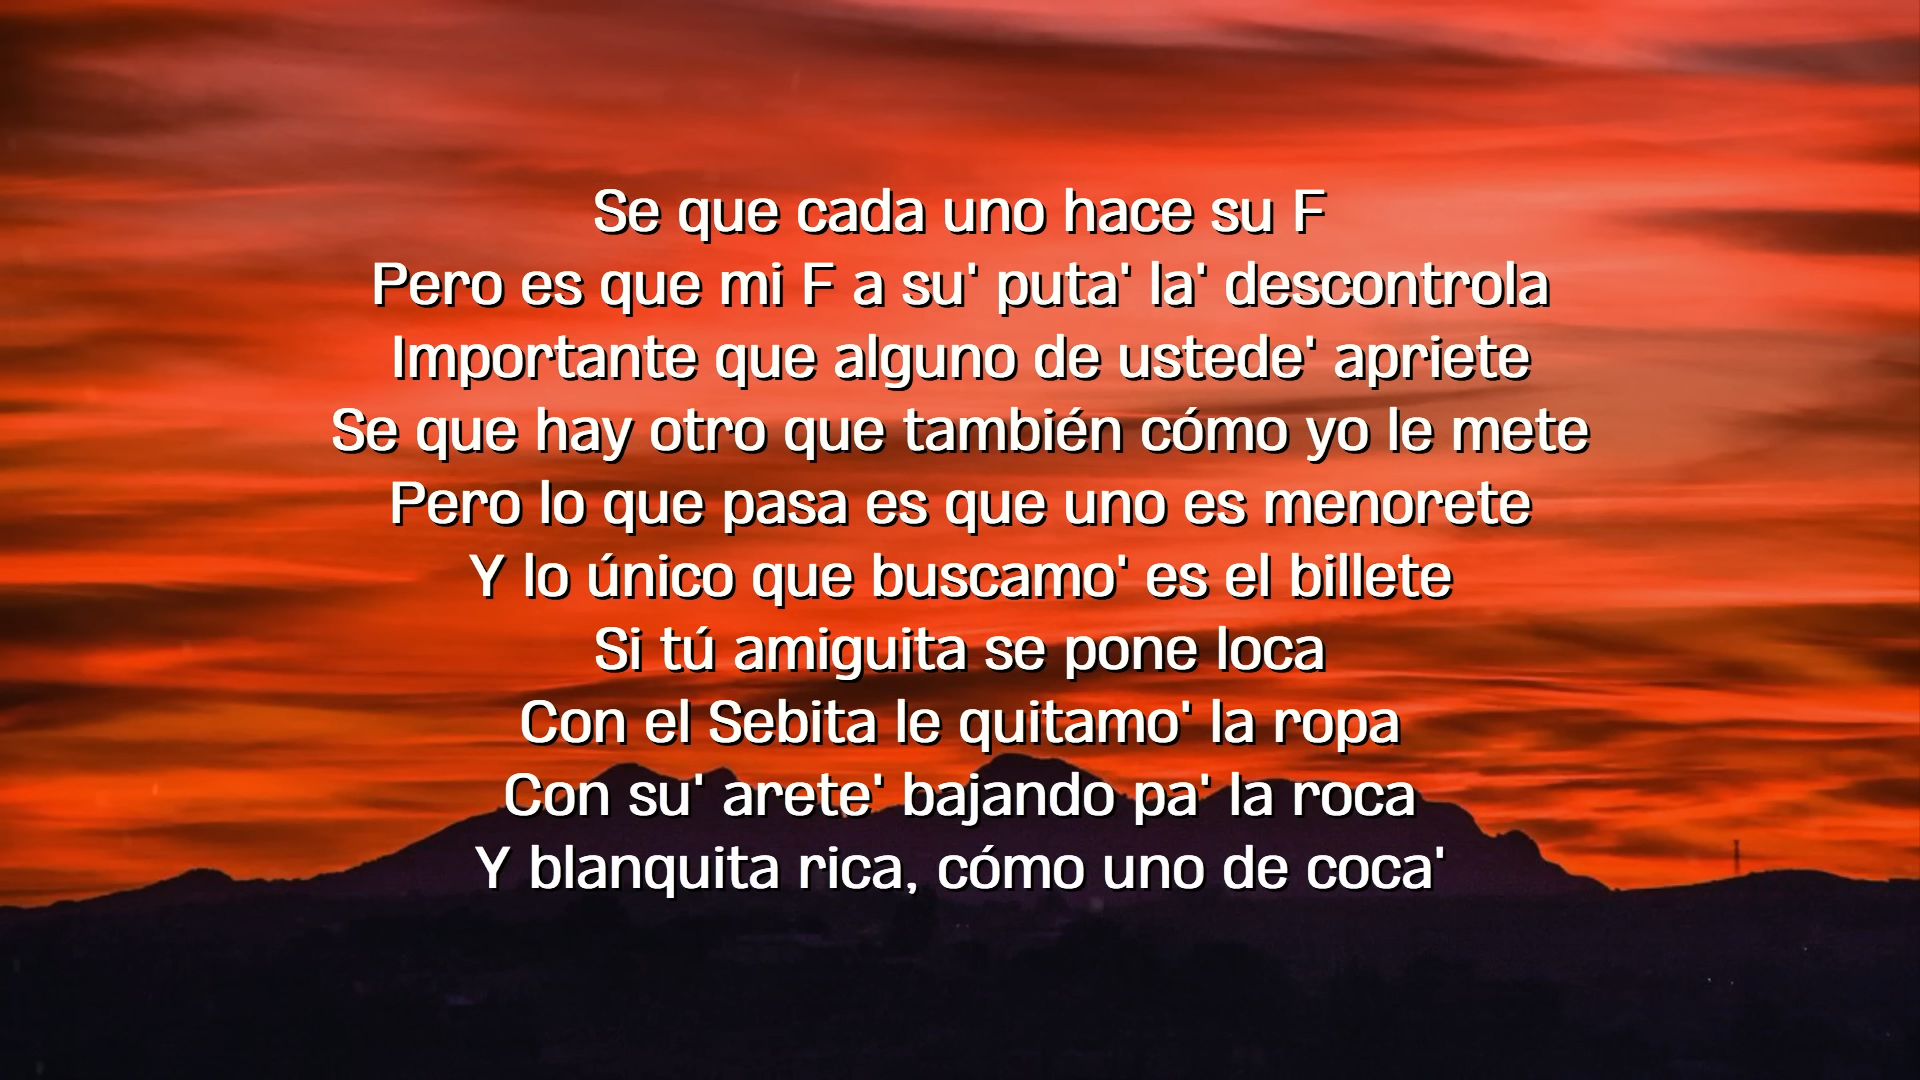 Se que cada uno hace su F
Pero es que mi F a su' puta' la' descontrola
Importante que alguno de ustede' apriete
Se que hay otro que también cómo yo le mete
Pero lo que pasa es que uno es menorete
Y lo único que buscamo' es el billete
Si tú amiguita se pone loca
Con el Sebita le quitamo' la ropa
Con su' arete' bajando pa' la roca
Y blanquita rica, cómo uno de coca'